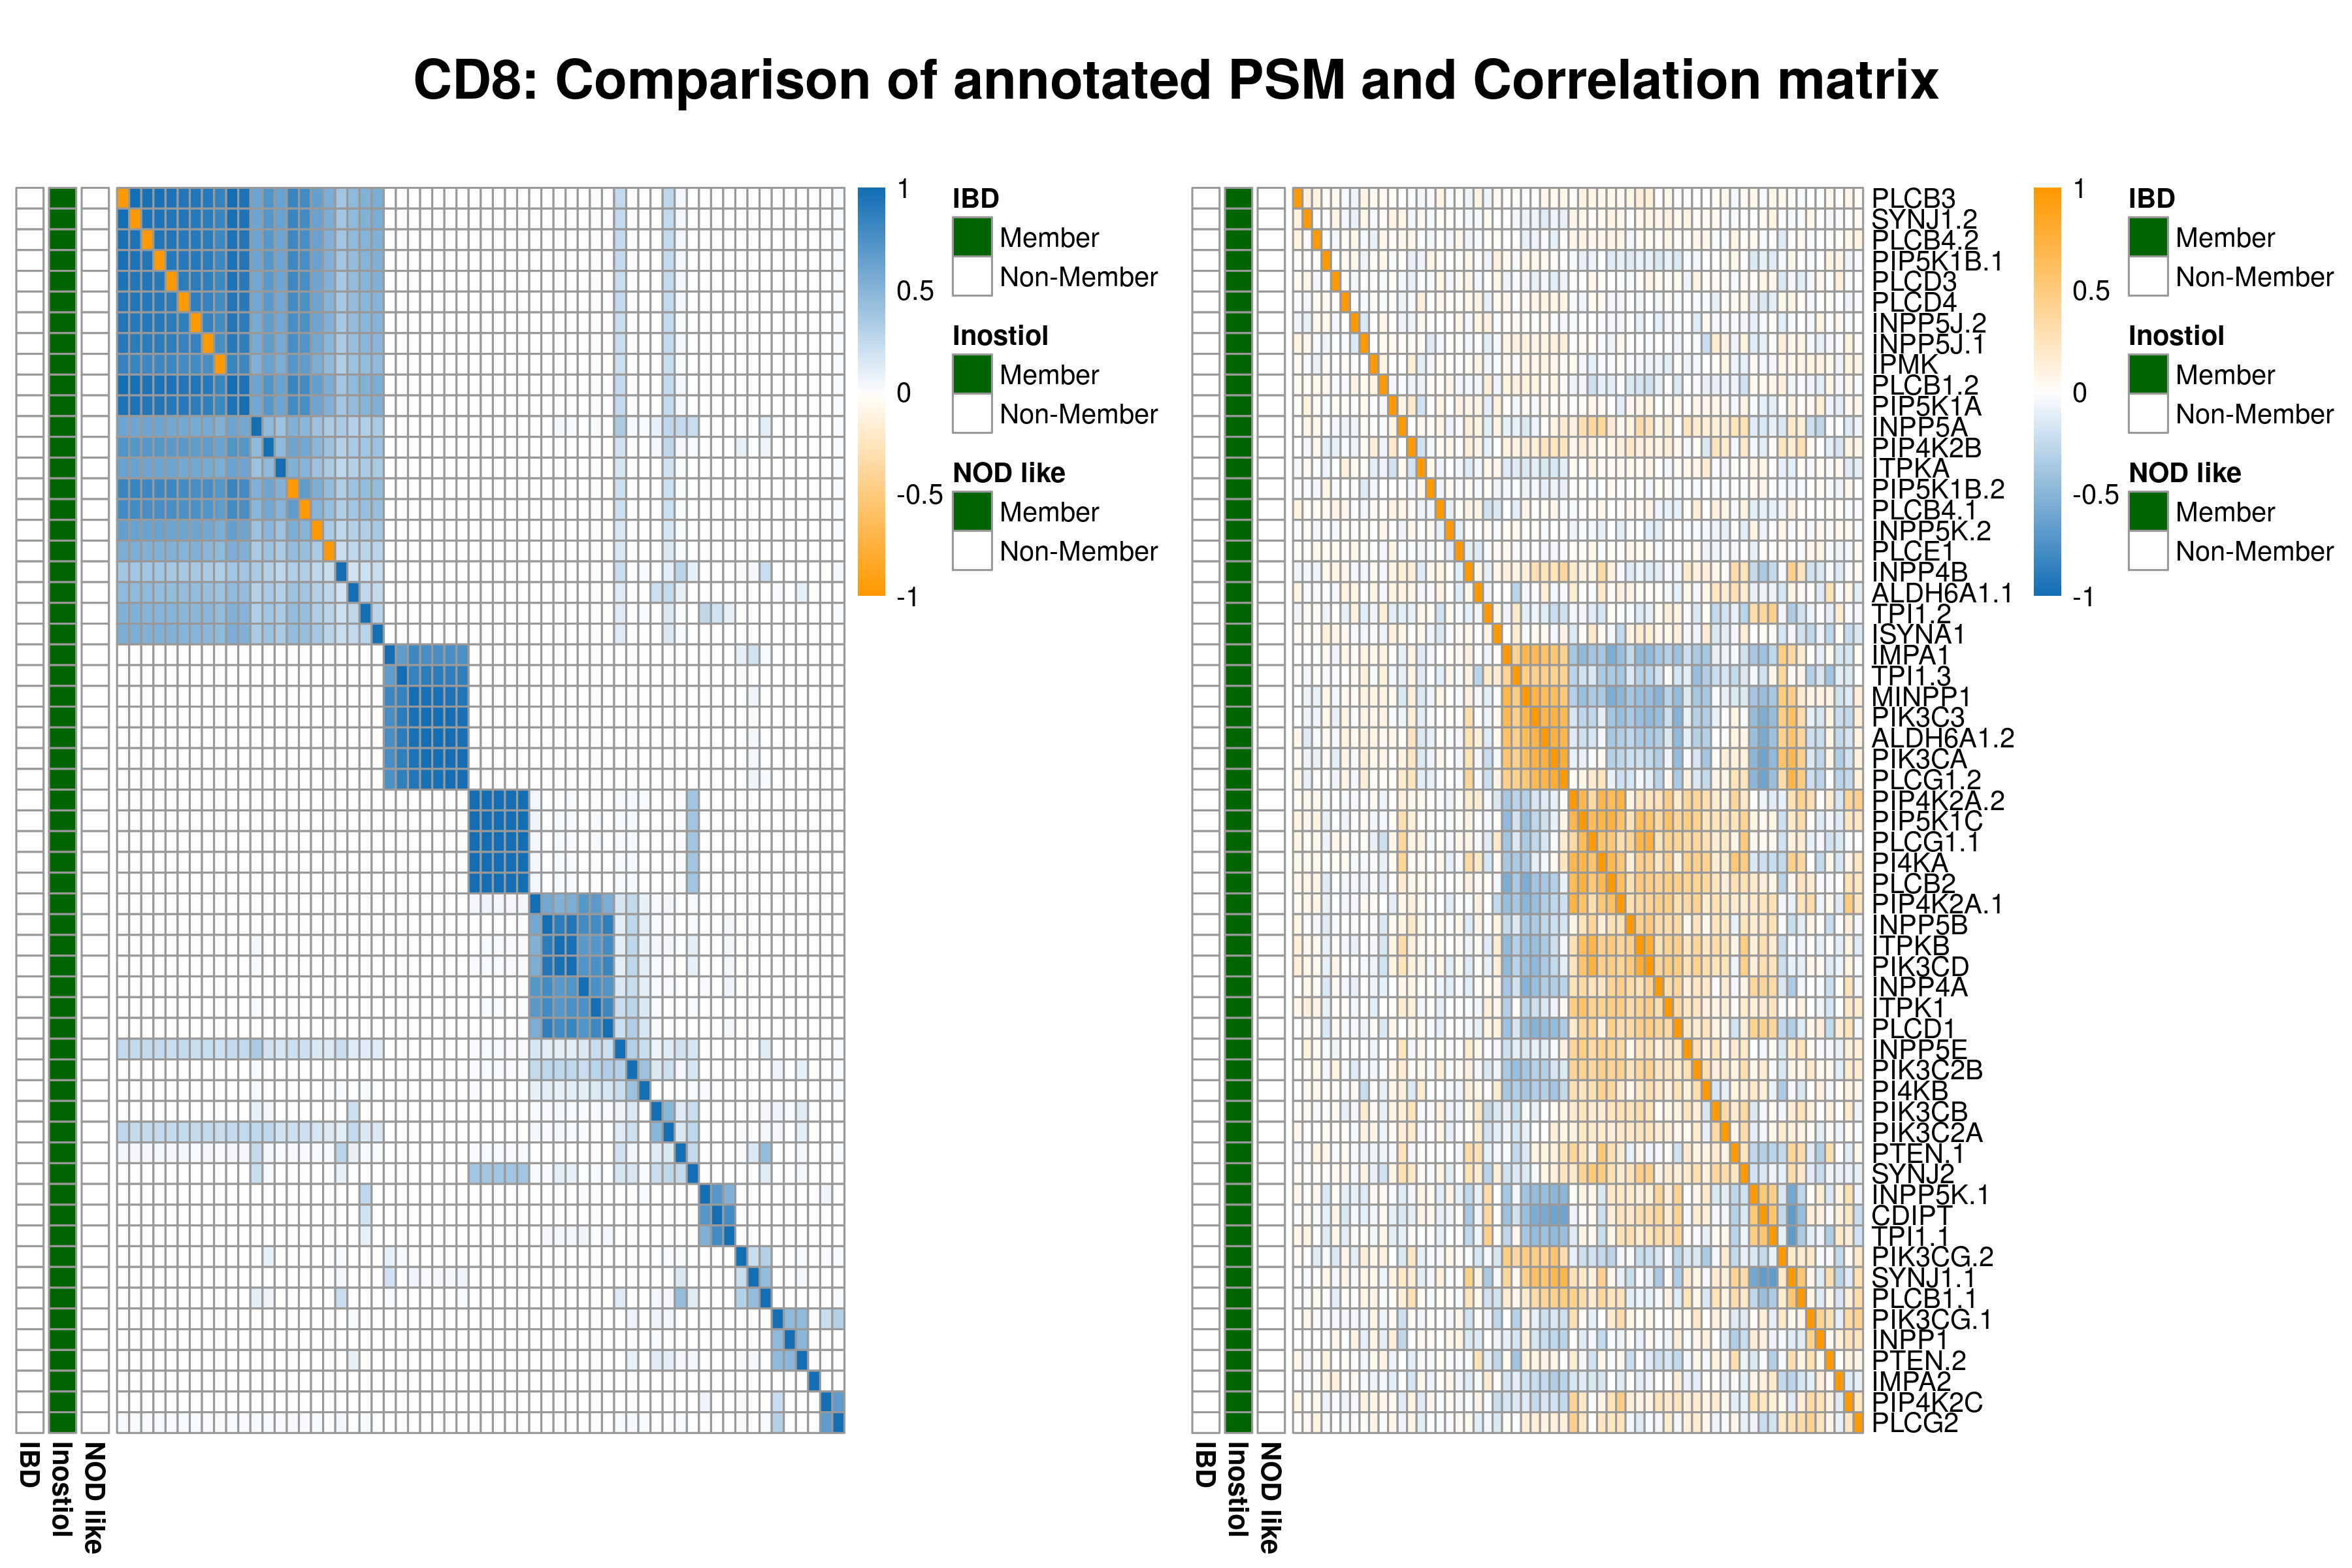 CD8: Comparison of annotated PSM and Correlation matrix
1
0.5
0
-0.5
-1
IBD
Member
Non-Member
Inostiol
Member
Non-Member
NOD like
Member
Non-Member
IBD
Inostiol
NOD like
PLCB3
SYNJ1.2
PLCB4.2
PIP5K1B.1
PLCD3
PLCD4
INPP5J.2
INPP5J.1
IPMK
PLCB1.2
PIP5K1A
INPP5A
PIP4K2B
ITPKA
PIP5K1B.2
PLCB4.1
INPP5K.2
PLCE1
INPP4B
ALDH6A1.1
TPI1.2
ISYNA1
IMPA1
TPI1.3
MINPP1
PIK3C3
ALDH6A1.2
PIK3CA
PLCG1.2
PIP4K2A.2
PIP5K1C
PLCG1.1
PI4KA
PLCB2
PIP4K2A.1
INPP5B
ITPKB
PIK3CD
INPP4A
ITPK1
PLCD1
INPP5E
PIK3C2B
PI4KB
PIK3CB
PIK3C2A
PTEN.1
SYNJ2
INPP5K.1
CDIPT
TPI1.1
PIK3CG.2
SYNJ1.1
PLCB1.1
PIK3CG.1
INPP1
PTEN.2
IMPA2
PIP4K2C
PLCG2
1
0.5
0
-0.5
-1
IBD
Member
Non-Member
Inostiol
Member
Non-Member
NOD like
Member
Non-Member
IBD
Inostiol
NOD like